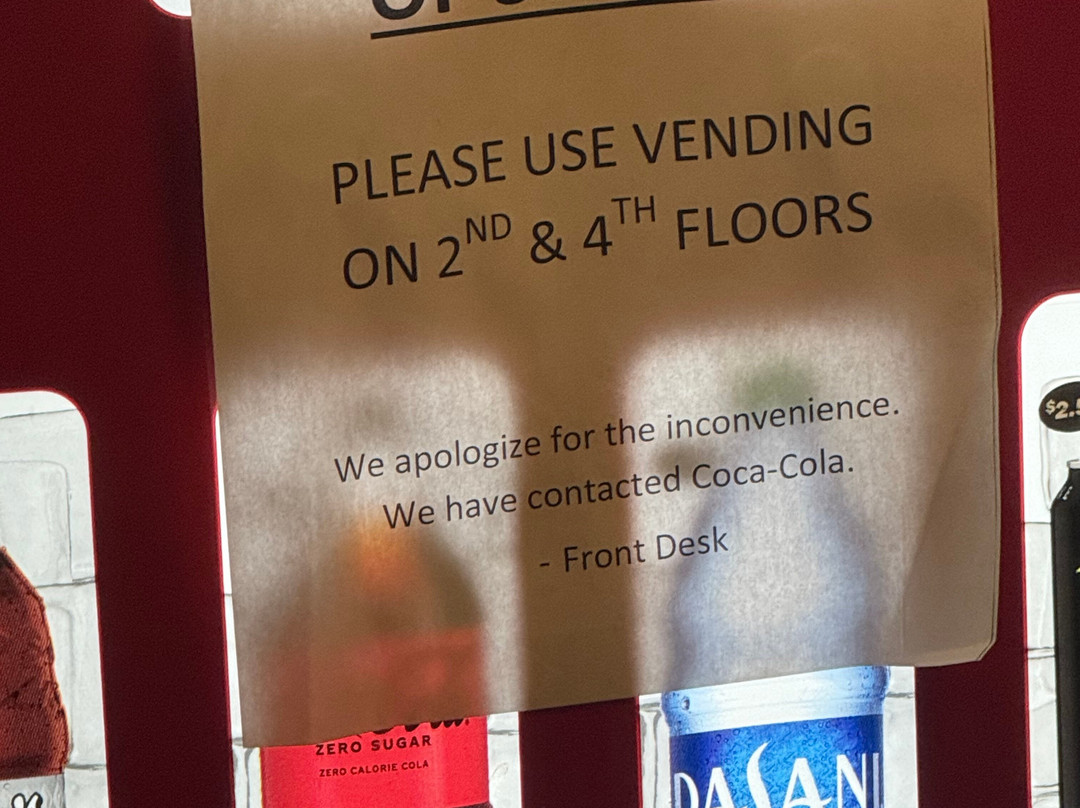 PLEASE USE VENDING
ON 2ND & 4TH FLOORS
We apologize for the inconvenience.
We have contacted Coca-Cola.
- Front Desk
$2.
ZERO SUGAR
ZERO CALORIE COLA
DASANI